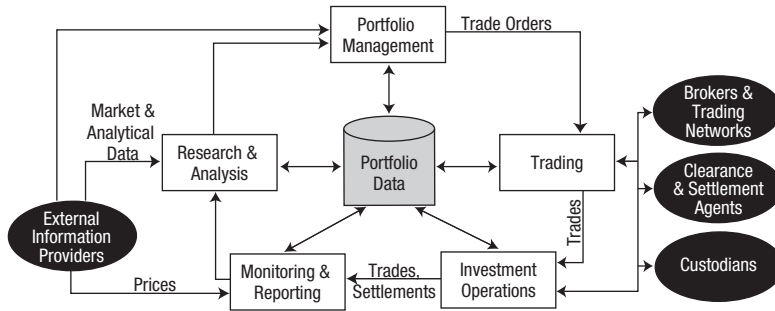 Portfolio
Management
Trade Orders
Market &
Analytical
Data
Research &
Analysis
Portfolio
Data
Trading
Brokers &
Trading
Networks
Clearance
& Settlement
Agents
Custodians
External
Information
Providers
Prices
Monitoring &
Reporting
Trades,
Settlements
Investment
Operations
Trades